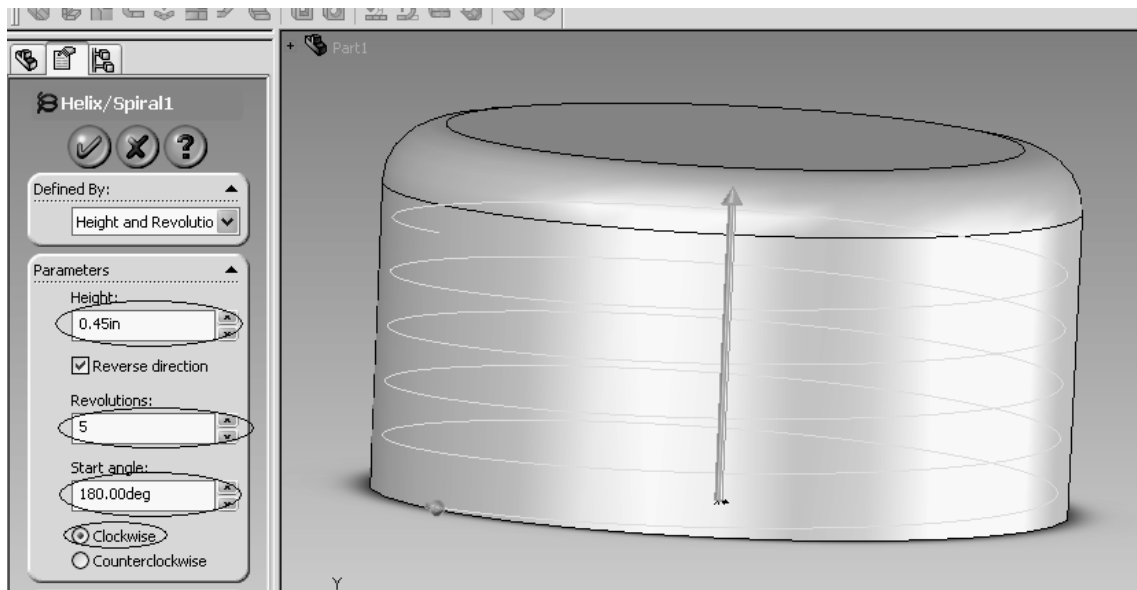 Part1
Helix/Spiral1
?
Defined By:
Height and Revolutio
Parameters
Height:
0.45in
Reverse direction
Revolutions:
5
Start angle:
180.00deg
Clockwise
Counterclockwise
Y